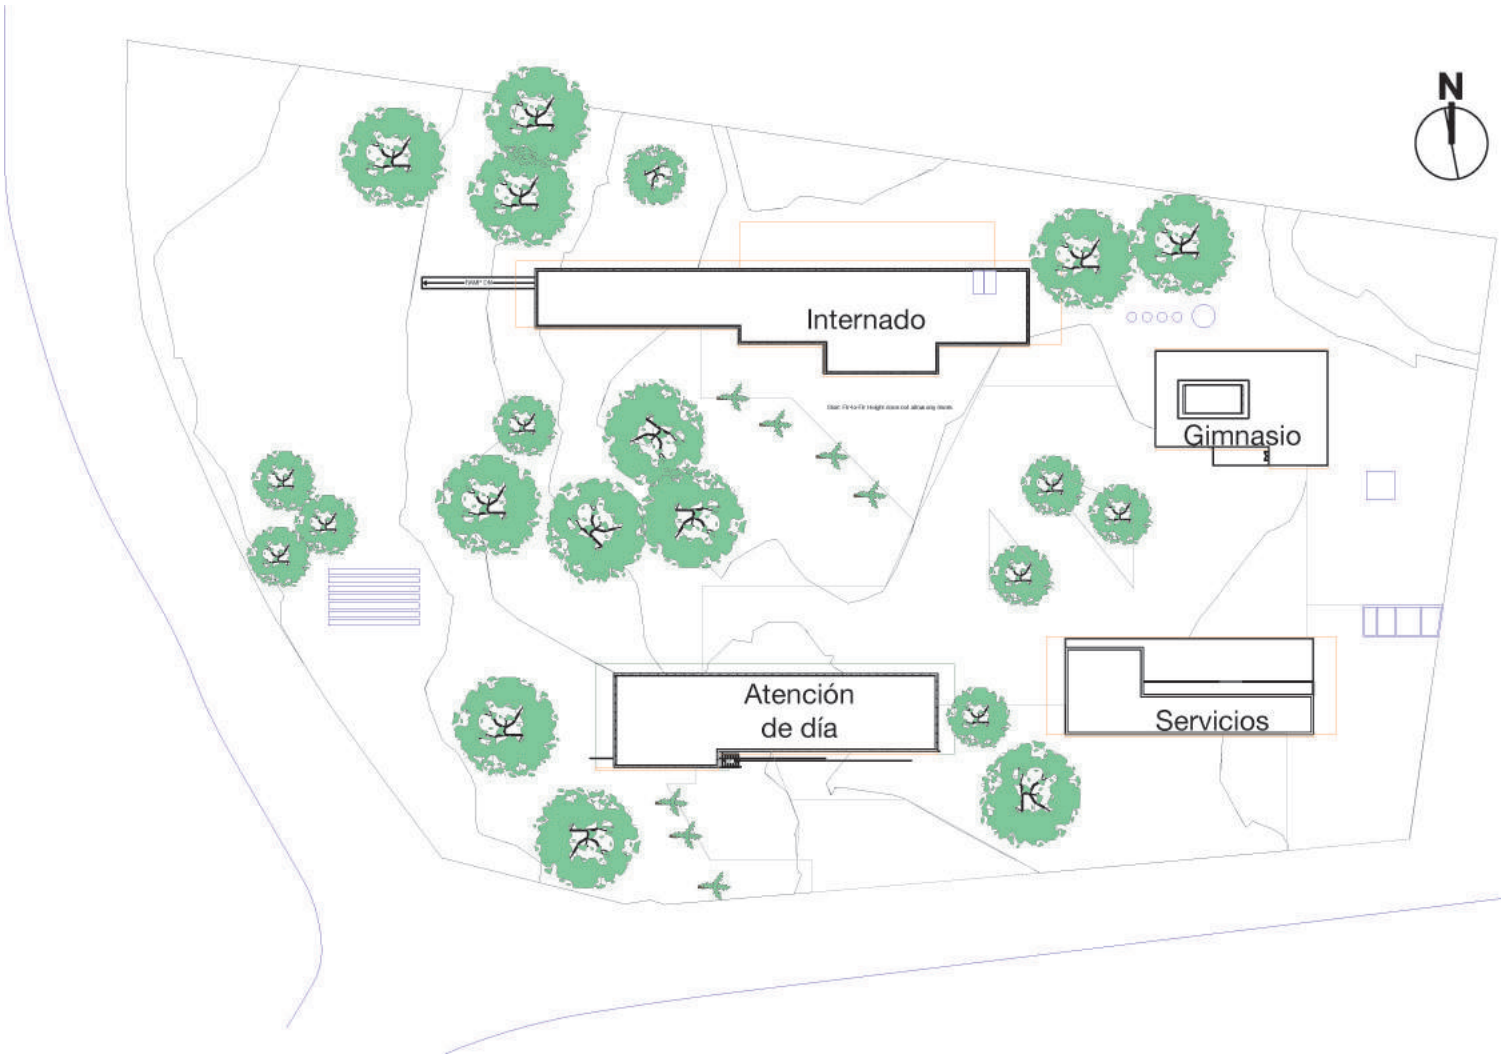 N
Internado
Gimnasio
Atención
de día
Servicios